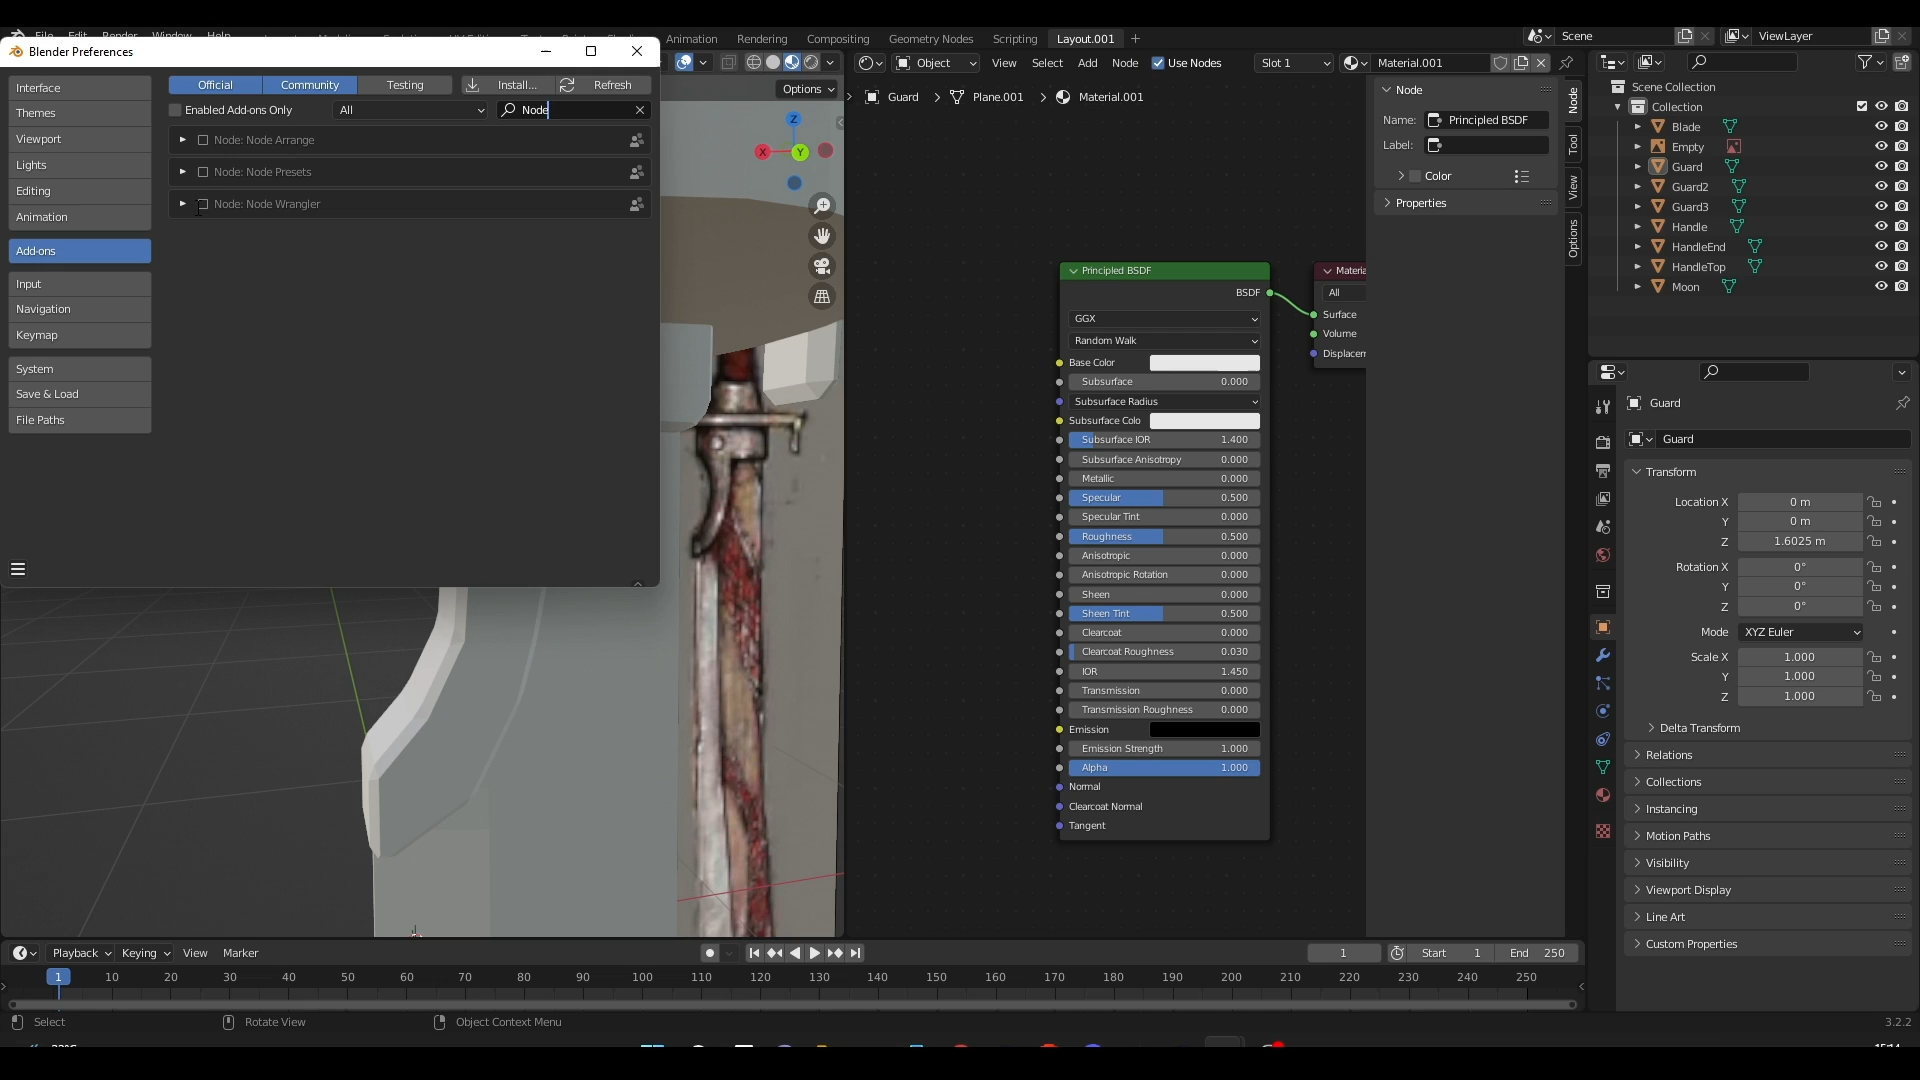 File Edit Render Window Help
Blender Preferences
Animation Rendering Compositing Geometry Nodes Scripting Layout.001
Scene ViewLayer
Object View Select Add Node Use Nodes Slot 1 Material.001
Options
Guard Plane.001 Material.001
Interface
Themes
Viewport
Lights
Editing
Animation
Add-ons
Input
Navigation
Keymap
System
Save & Load
File Paths
Official Community Testing Install... Refresh
Enabled Add-ons Only All Node
Node: Node Arrange
Node: Node Presets
Node: Node Wrangler
Z
X Y
Principled BSDF
BSDF
GGX
Random Walk
Base Color
Subsurface 0.000
Subsurface Radius
Subsurface Colo
Subsurface IOR 1.400
Subsurface Anisotropy 0.000
Metallic 0.000
Specular 0.500
Specular Tint 0.000
Roughness 0.500
Anisotropic 0.000
Anisotropic Rotation 0.000
Sheen 0.000
Sheen Tint 0.500
Clearcoat 0.000
Clearcoat Roughness 0.030
IOR 1.450
Transmission 0.000
Transmission Roughness 0.000
Emission
Emission Strength 1.000
Alpha 1.000
Normal
Clearcoat Normal
Tangent
Materia
All
Surface
Volume
Displacem
Node
Name: Principled BSDF
Label:
Color
Properties
Node
Tool
View
Options
Scene Collection
Collection
Blade
Empty
Guard
Guard2
Guard3
Handle
HandleEnd
HandleTop
Moon
Guard
Guard
Transform
Location X 0 m
Y 0 m
Z 1.6025 m
Rotation X 0°
Y 0°
Z 0°
Mode XYZ Euler
Scale X 1.000
Y 1.000
Z 1.000
Delta Transform
Relations
Collections
Instancing
Motion Paths
Visibility
Viewport Display
Line Art
Custom Properties
Playback Keying View Marker
1 Start 1 End 250
1 10 20 30 40 50 60 70 80 90 100 110 120 130 140 150 160 170 180 190 200 210 220 230 240 250
Select Rotate View Object Context Menu
3.2.2